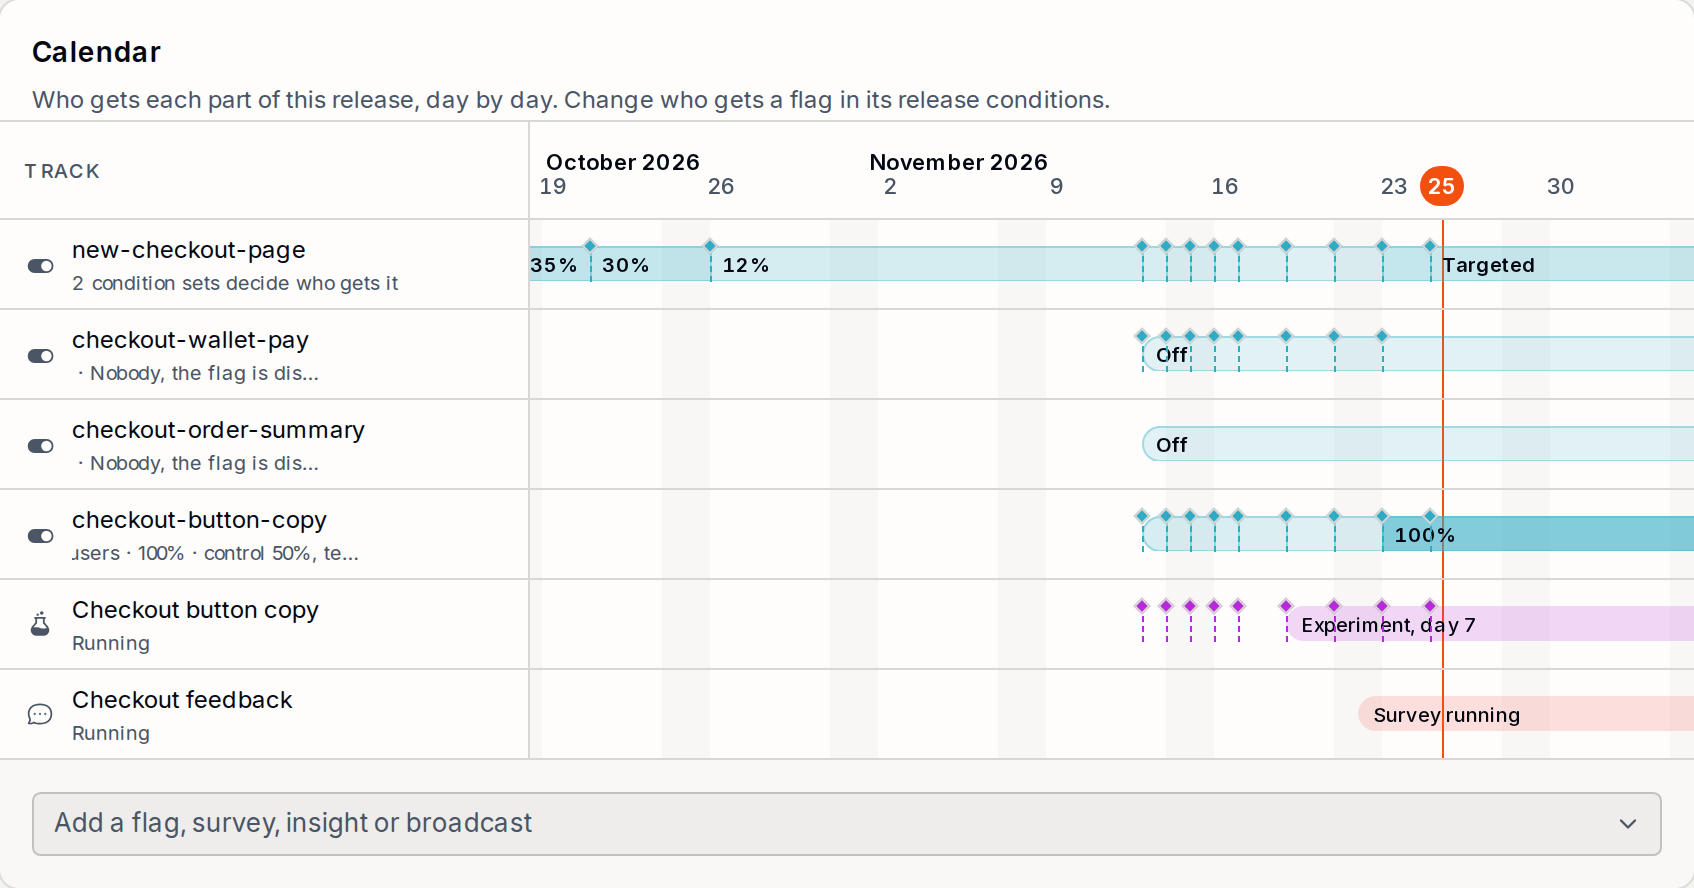 Calendar
Who gets each part of this release, day by day. Change who gets a flag in its release conditions.
TRACK
October 2026 November 2026
19 26 2 9 16 23 25 30
new-checkout-page
2 condition sets decide who gets it
35% 30% 12% Targeted
checkout-wallet-pay
· Nobody, the flag is dis...
Off
checkout-order-summary
· Nobody, the flag is dis...
Off
checkout-button-copy
users · 100% · control 50%, te...
100%
Checkout button copy
Running
Experiment, day 7
Checkout feedback
Running
Survey running
Add a flag, survey, insight or broadcast